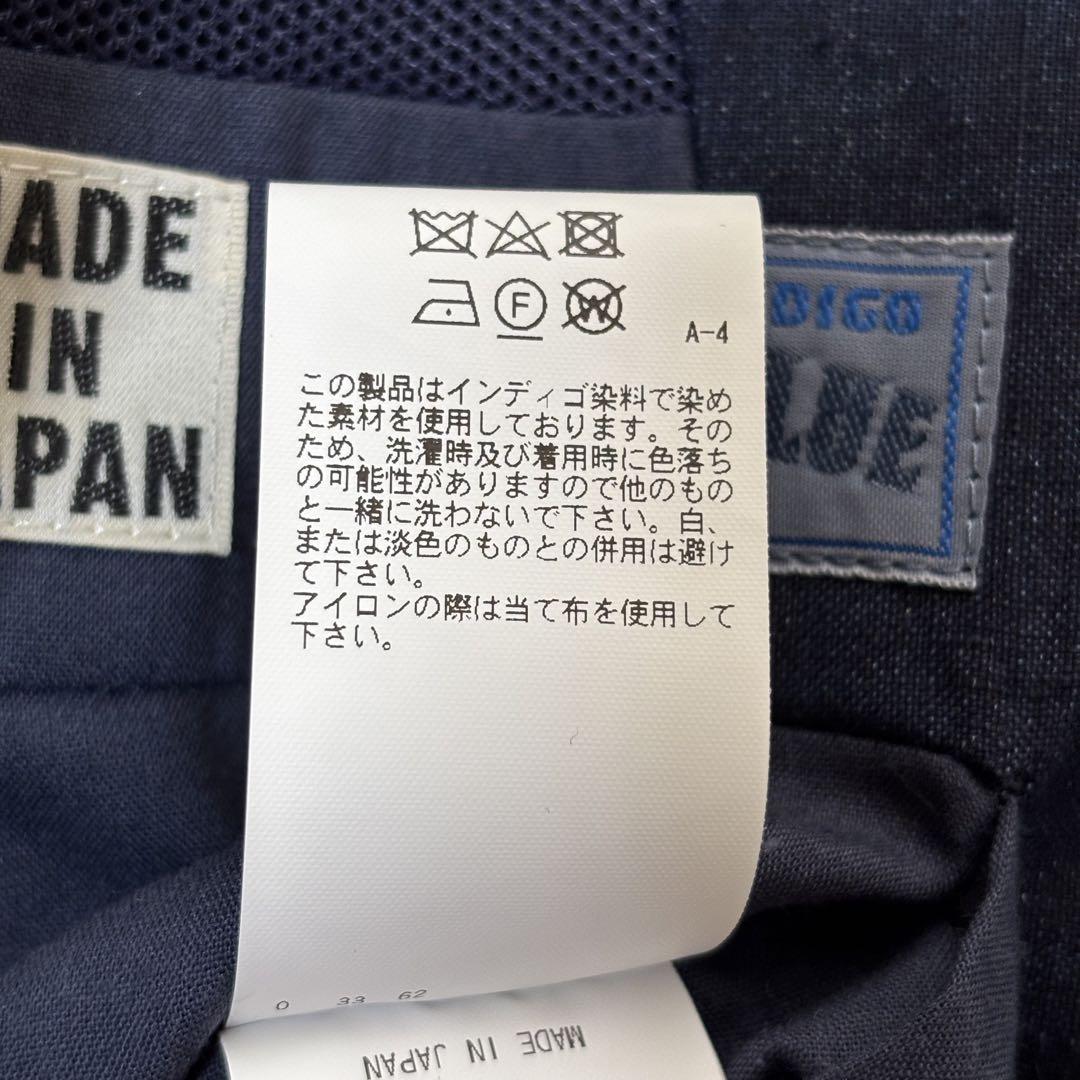 ADE
IN
PAN
F
W
A-4
DIGO
この製品はインディゴ染料で染め
た素材を使用しております。その
ため、洗濯時及び着用時に色落ち
の可能性がありますので他のもの
と一緒に洗わないで下さい。白、
または淡色のものとの併用は避け
て下さい。
アイロンの際は当て布を使用して
下さい。
0 33 62
MADE IN JAPAN